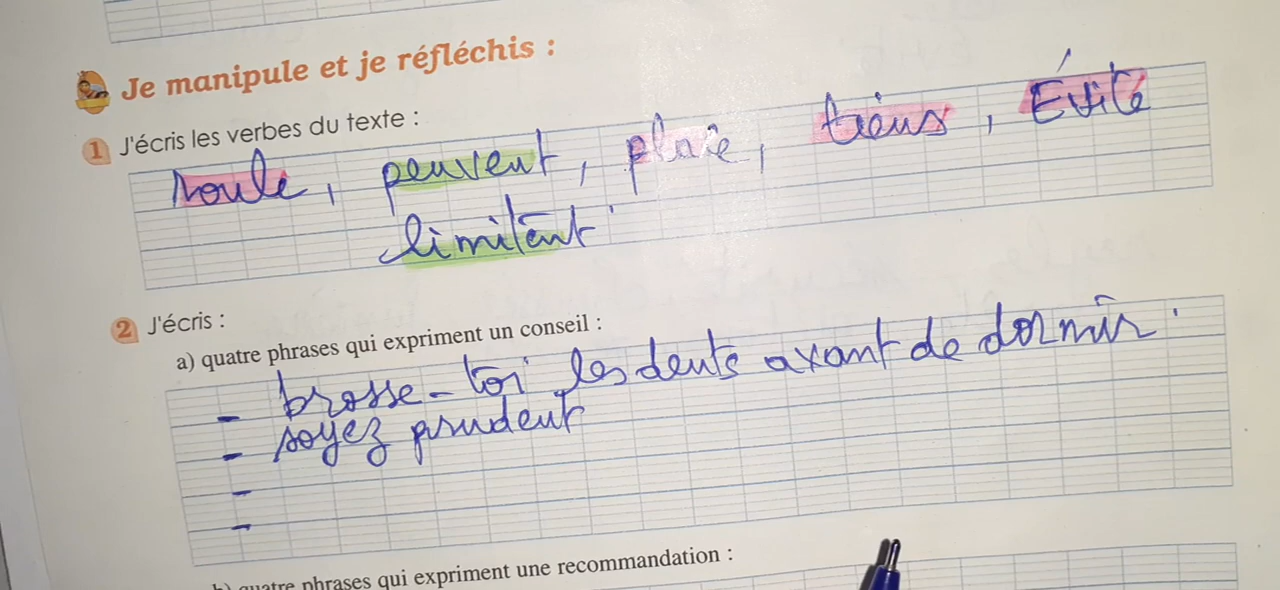 Je manipule et je réfléchis :
1 J'écris les verbes du texte :
roule, peuvent, place, tiens, Évite
limitent.
2 J'écris :
a) quatre phrases qui expriment un conseil :
- brosse-toi les dents avant de dormir.
- soyez prudent
-
-
b) quatre phrases qui expriment une recommandation :